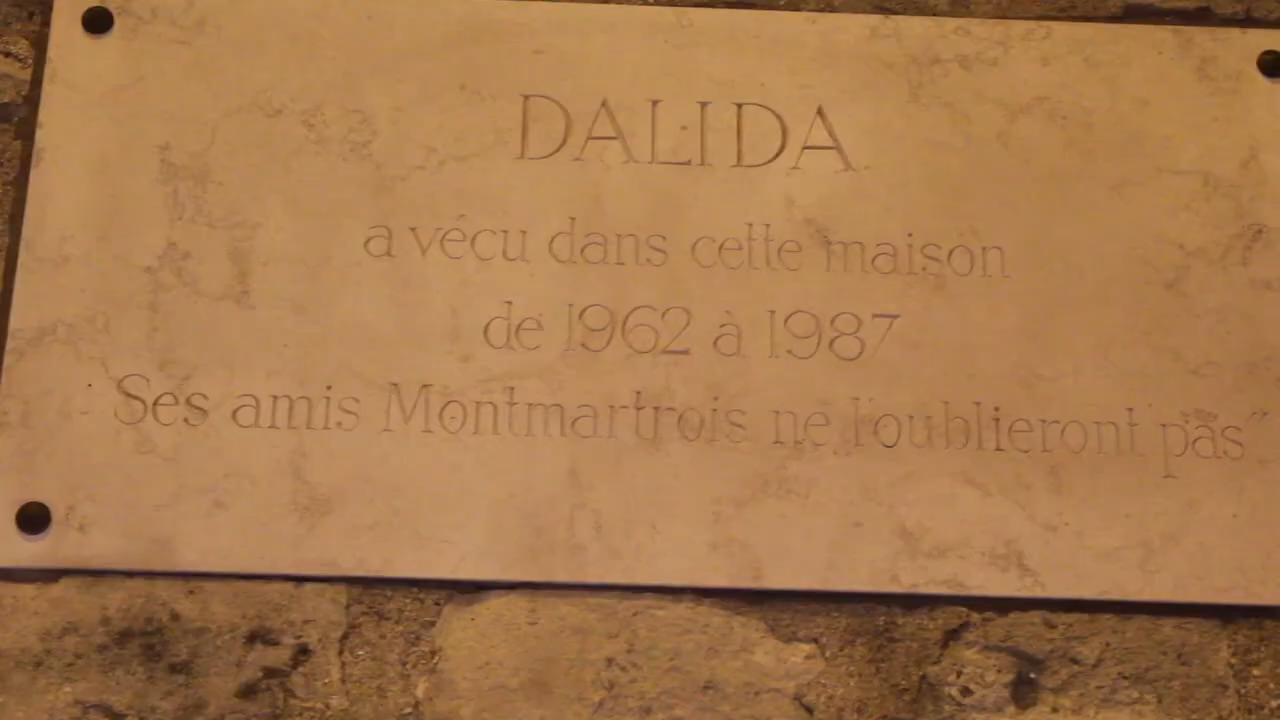 DALIDA
a vécu dans cette maison
de 1962 à 1987
Ses amis Montmartrois ne l'oublieront pas"